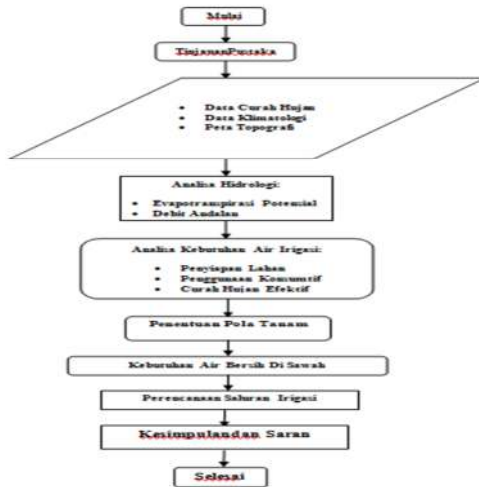 Mulai
TinjauanPustaka
• Data Curah Hujan
• Data Klimatologi
• Peta Topografi
Analisa Hidrologi:
• Evapotranspirasi Potensial
• Debit Andalan
Analisa Kebutuhan Air Irigasi:
• Penyiapan Lahan
• Penggunaan Konsumtif
• Curah Hujan Efektif
Penentuan Pola Tanam
Kebutuhan Air Bersih Di Sawah
Perencanaan Saluran Irigasi
Kesimpulandan Saran
Selesai